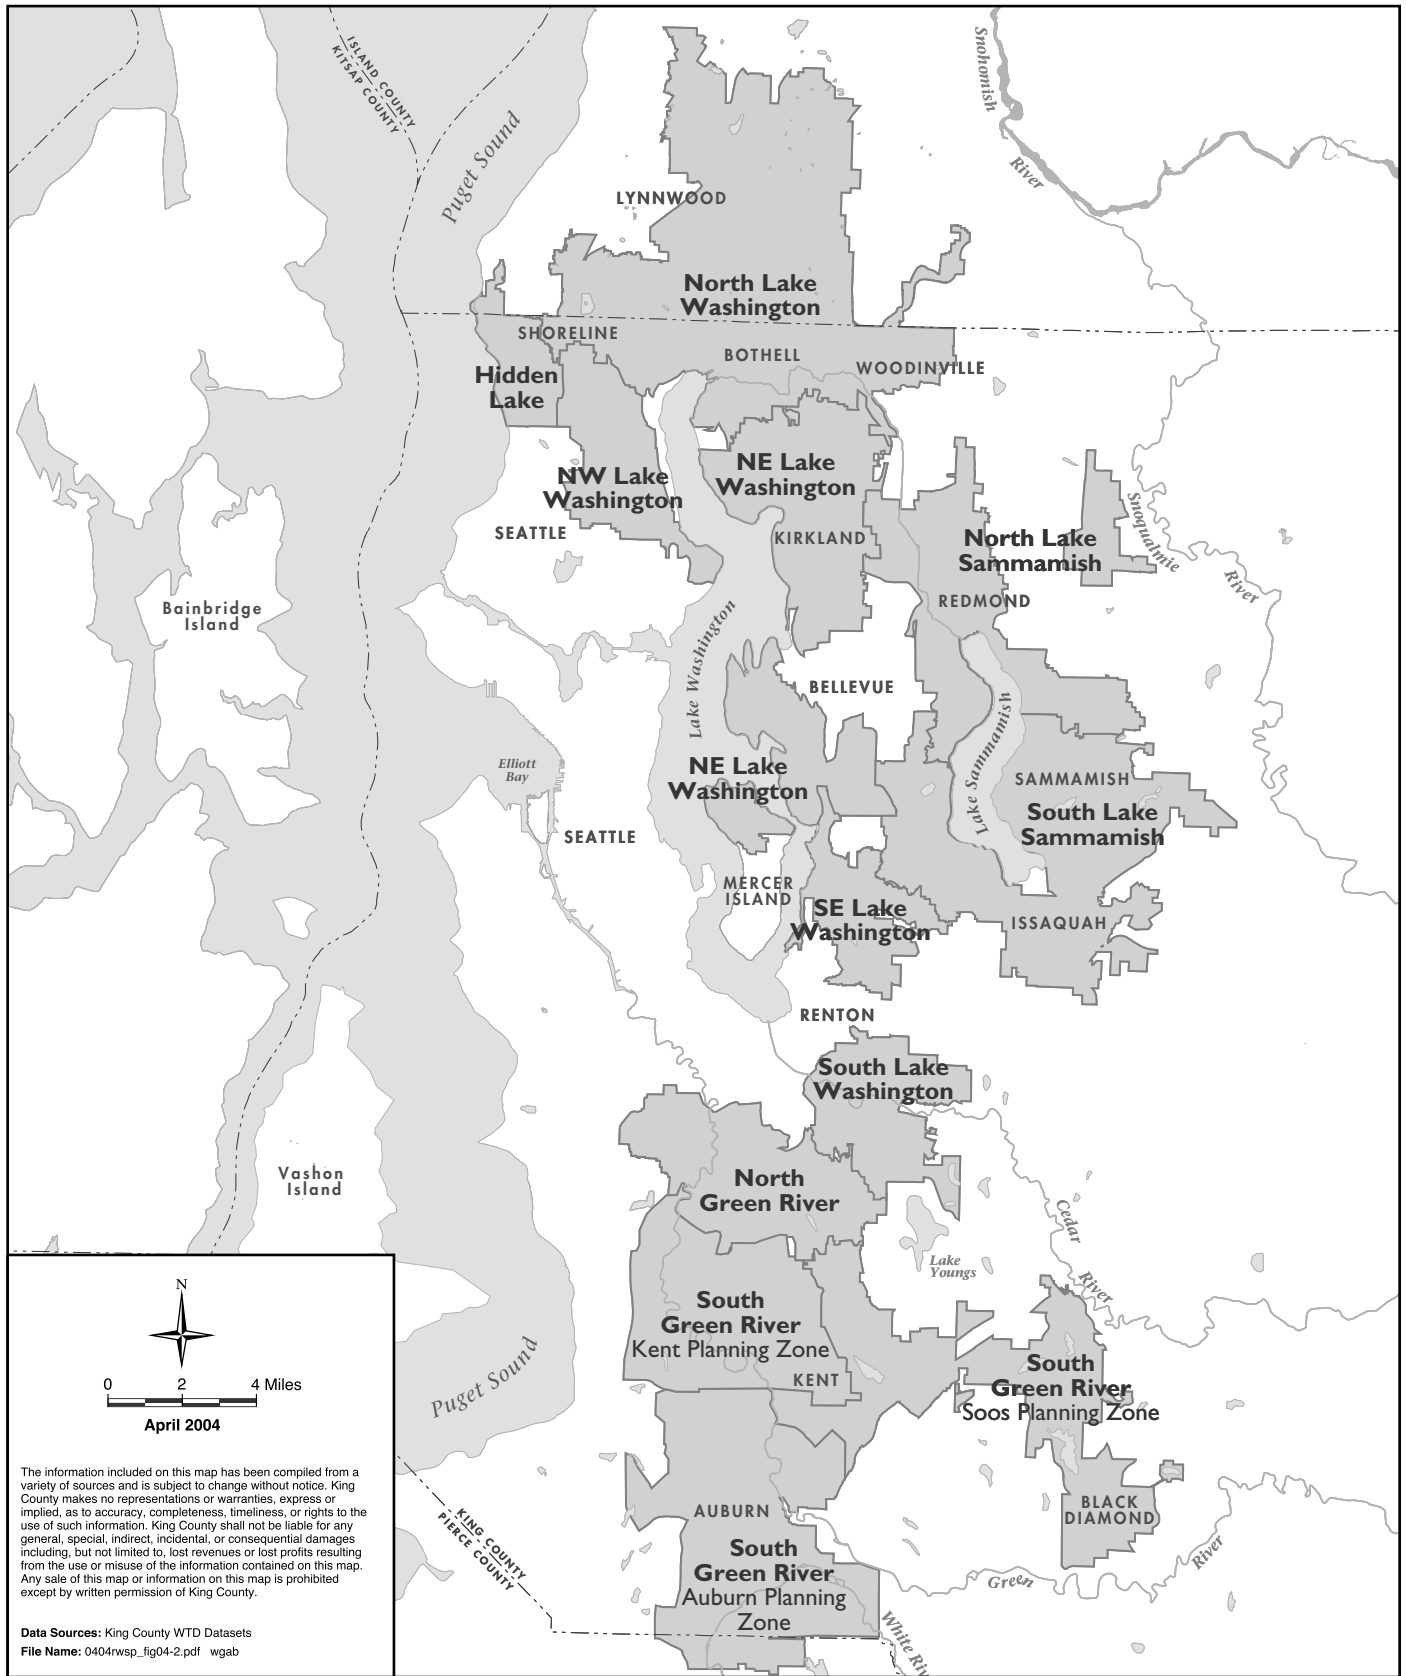 ISLAND COUNTY
KITSAP COUNTY
Puget Sound
Snohomish
River
LYNNWOOD
North Lake
Washington
SHORELINE
BOTHELL
WOODINVILLE
Hidden
Lake
NW Lake
Washington
NE Lake
Washington
SEATTLE
KIRKLAND
North Lake
Sammamish
Snoqualmie
River
REDMOND
Bainbridge
Island
Lake Washington
BELLEVUE
Lake Sammamish
Elliott
Bay
NE Lake
Washington
SAMMAMISH
South Lake
Sammamish
SEATTLE
MERCER
ISLAND
SE Lake
Washington
ISSAQUAH
RENTON
South Lake
Washington
Vashon
Island
North
Green River
Cedar
River
Lake
Youngs
South
Green River
Kent Planning Zone
KENT
South
Green River
Soos Planning Zone
Puget Sound
BLACK
DIAMOND
AUBURN
South
Green River
Auburn Planning
Zone
Green
River
White Riv
KING COUNTY
PIERCE COUNTY
N
0 2 4 Miles
April 2004
The information included on this map has been compiled from a
variety of sources and is subject to change without notice. King
County makes no representations or warranties, express or
implied, as to accuracy, completeness, timeliness, or rights to the
use of such information. King County shall not be liable for any
general, special, indirect, incidental, or consequential damages
including, but not limited to, lost revenues or lost profits resulting
from the use or misuse of the information contained on this map.
Any sale of this map or information on this map is prohibited
except by written permission of King County.
Data Sources: King County WTD Datasets
File Name: 0404rwsp_fig04-2.pdf wgab